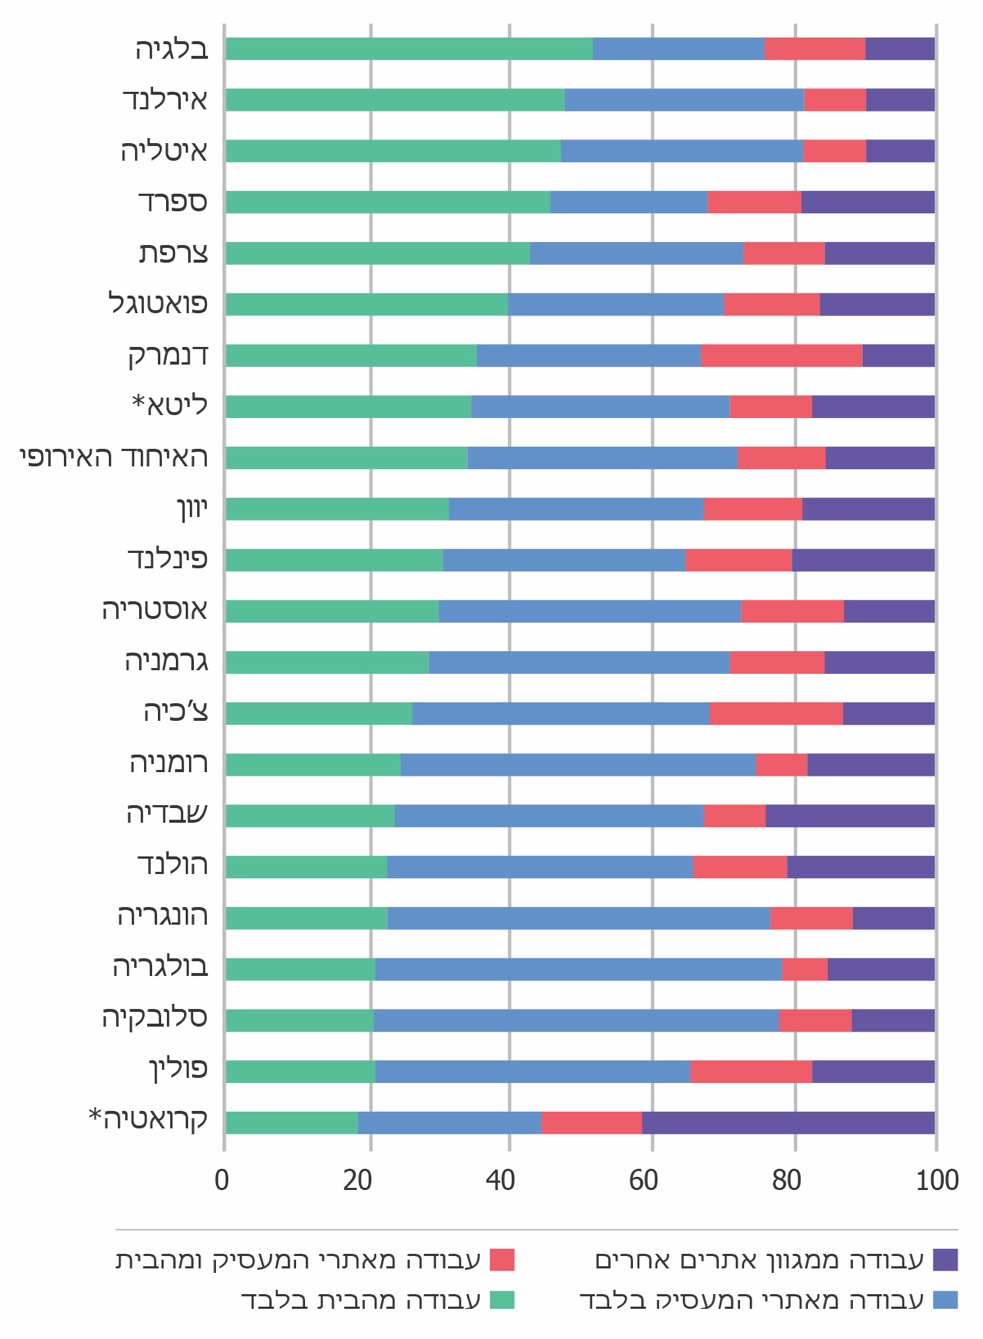 בלגיה
אירלנד
איטליה
ספרד
צרפת
פואטוגל
דנמרק
ליטא*
האיחוד האירופי
יוון
פינלנד
אוסטריה
גרמניה
צ'כיה
רומניה
שבדיה
הולנד
הונגריה
בולגריה
סלובקיה
פולין
קרואטיה*
0 20 40 60 80 100
עבודה ממגוון אתרים אחרים
עבודה מאתרי המעסיק ומהבית
עבודה מאתרי המעסיק בלבד
עבודה מהבית בלבד